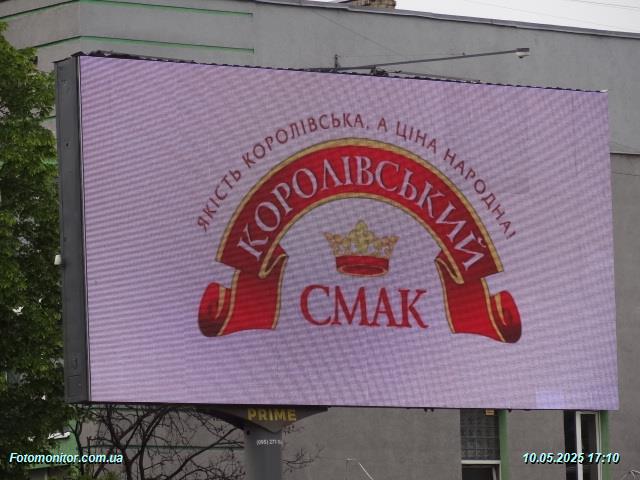 ЯКІСТЬ КОРОЛІВСЬКА, А ЦІНА НАРОДНА!
КОРОЛІВСЬКИЙ
СМАК
PRIME
Fotomonitor.com.ua
10.05.2025 17:10